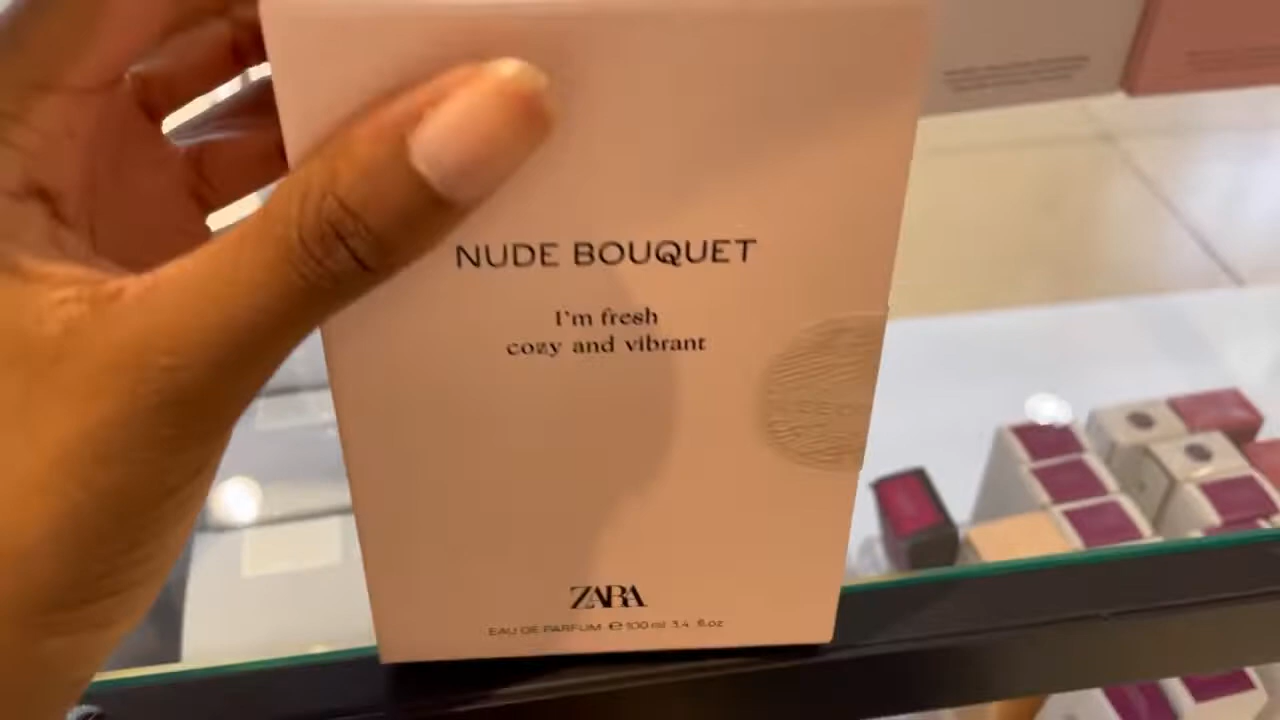 NUDE BOUQUET
I'm fresh
cozy and vibrant
ZARA
EAU DE PARFUM e 100 ml 3.4 fl.oz